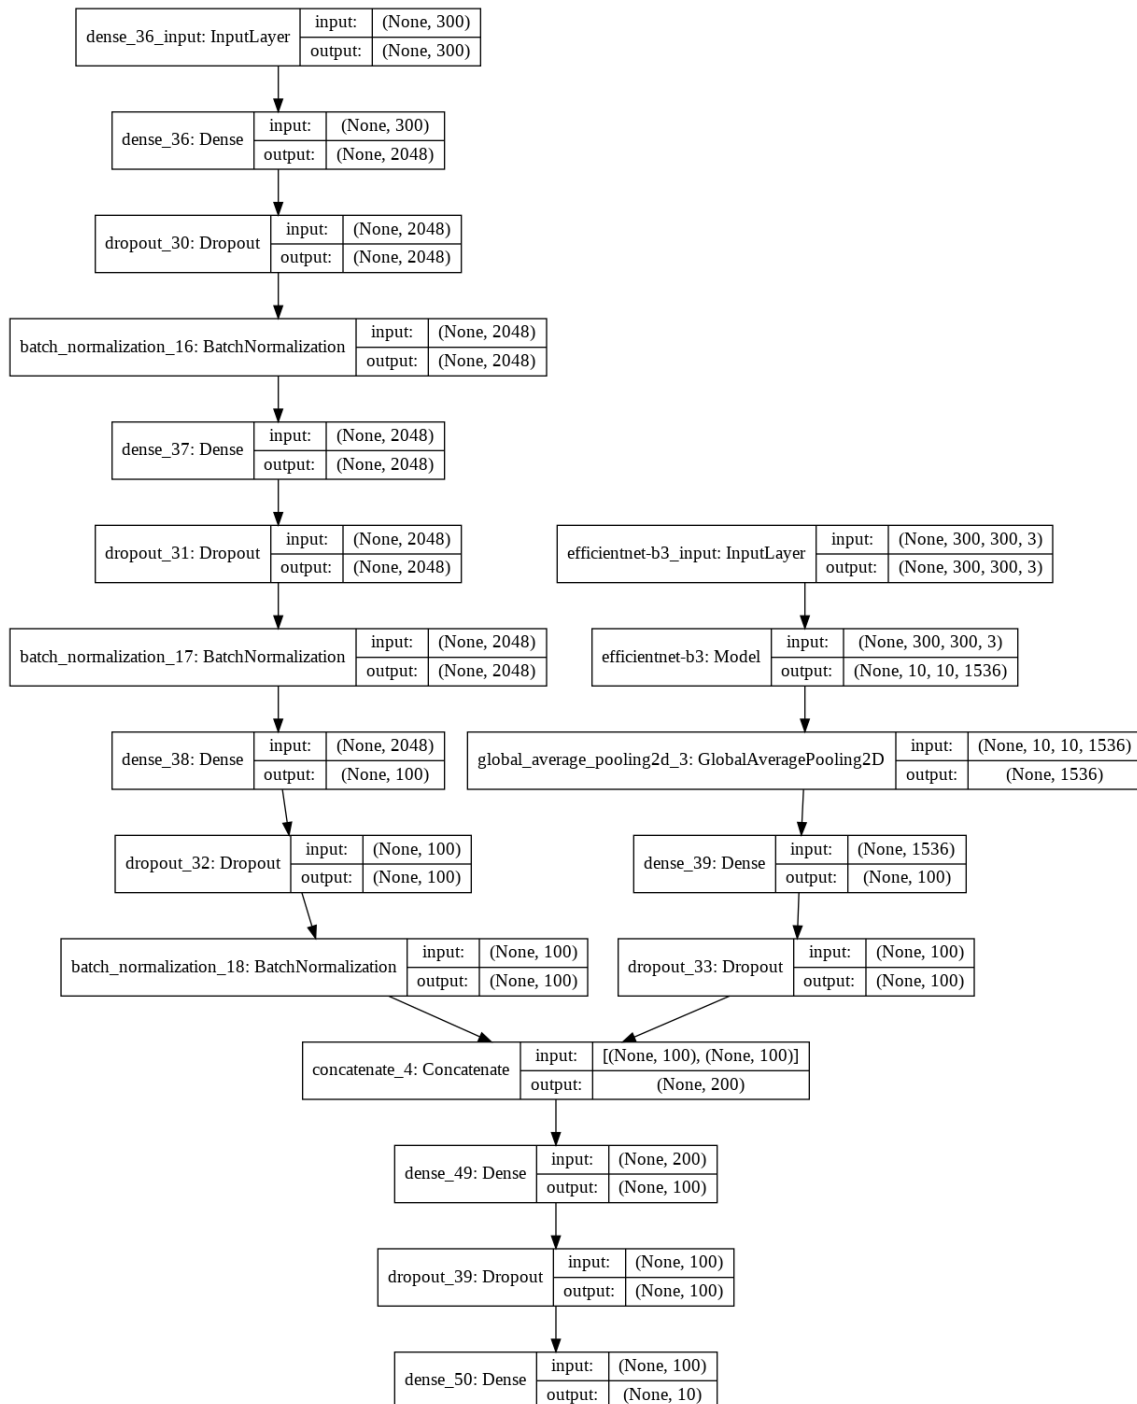 dense_36_input: InputLayer
input: (None, 300)
output: (None, 300)
dense_36: Dense
input: (None, 300)
output: (None, 2048)
dropout_30: Dropout
input: (None, 2048)
output: (None, 2048)
batch_normalization_16: BatchNormalization
input: (None, 2048)
output: (None, 2048)
dense_37: Dense
input: (None, 2048)
output: (None, 2048)
dropout_31: Dropout
input: (None, 2048)
output: (None, 2048)
efficientnet-b3_input: InputLayer
input: (None, 300, 300, 3)
output: (None, 300, 300, 3)
batch_normalization_17: BatchNormalization
input: (None, 2048)
output: (None, 2048)
efficientnet-b3: Model
input: (None, 300, 300, 3)
output: (None, 10, 10, 1536)
dense_38: Dense
input: (None, 2048)
output: (None, 100)
global_average_pooling2d_3: GlobalAveragePooling2D
input: (None, 10, 10, 1536)
output: (None, 1536)
dropout_32: Dropout
input: (None, 100)
output: (None, 100)
dense_39: Dense
input: (None, 1536)
output: (None, 100)
batch_normalization_18: BatchNormalization
input: (None, 100)
output: (None, 100)
dropout_33: Dropout
input: (None, 100)
output: (None, 100)
concatenate_4: Concatenate
input: [(None, 100), (None, 100)]
output: (None, 200)
dense_49: Dense
input: (None, 200)
output: (None, 100)
dropout_39: Dropout
input: (None, 100)
output: (None, 100)
dense_50: Dense
input: (None, 100)
output: (None, 10)